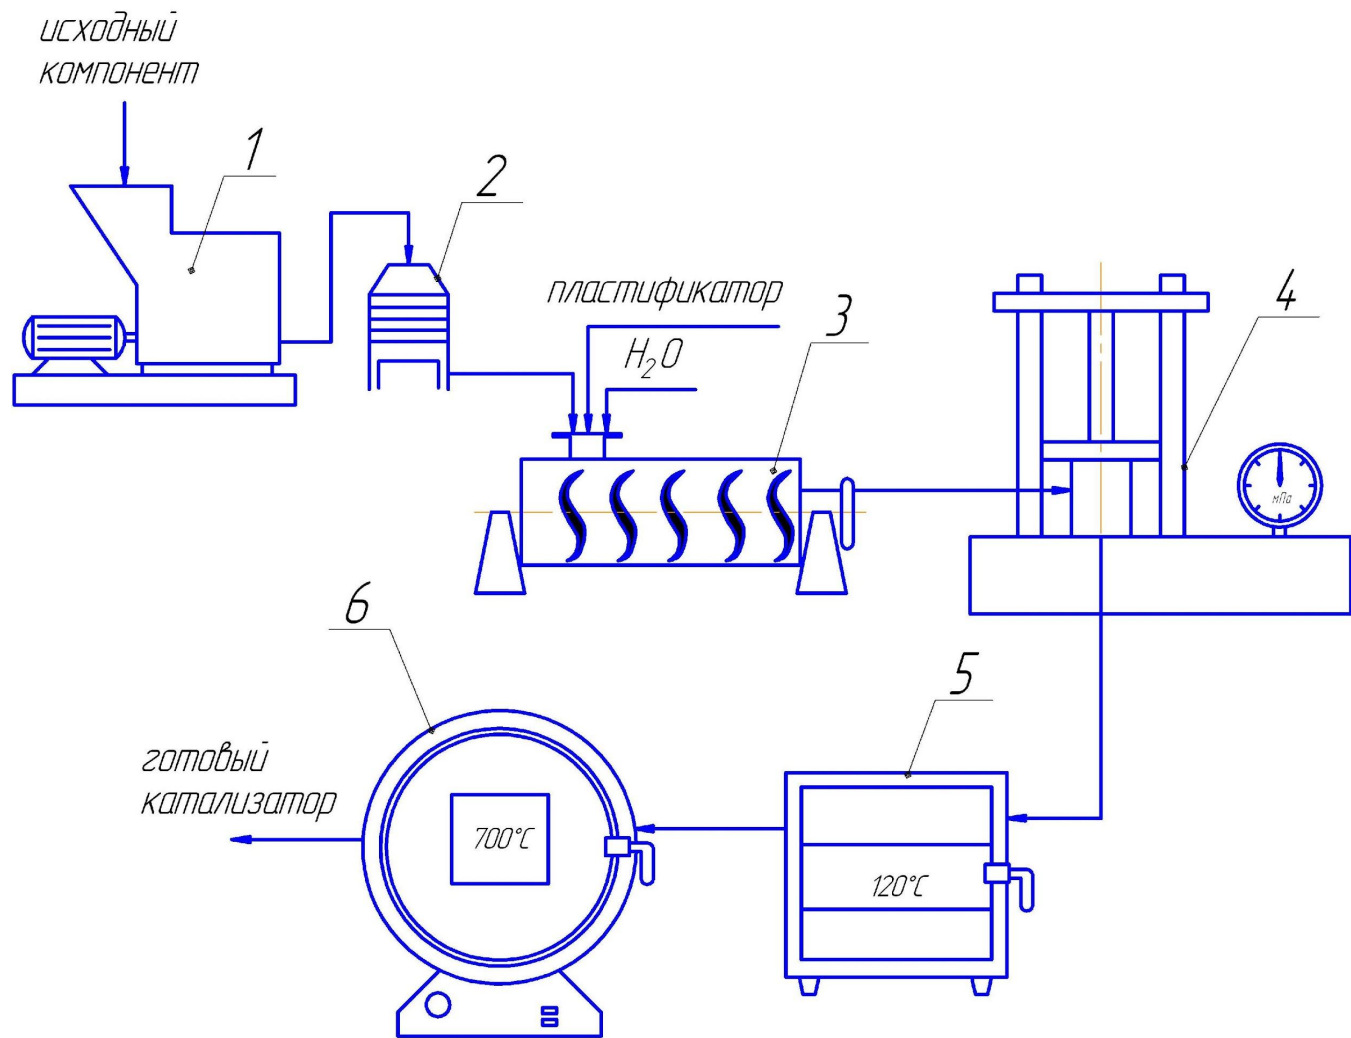 исходный
компонент
1
2
пластификатор
H₂O
3
4
мПа
6
5
готовый
катализатор
700°C
120°C